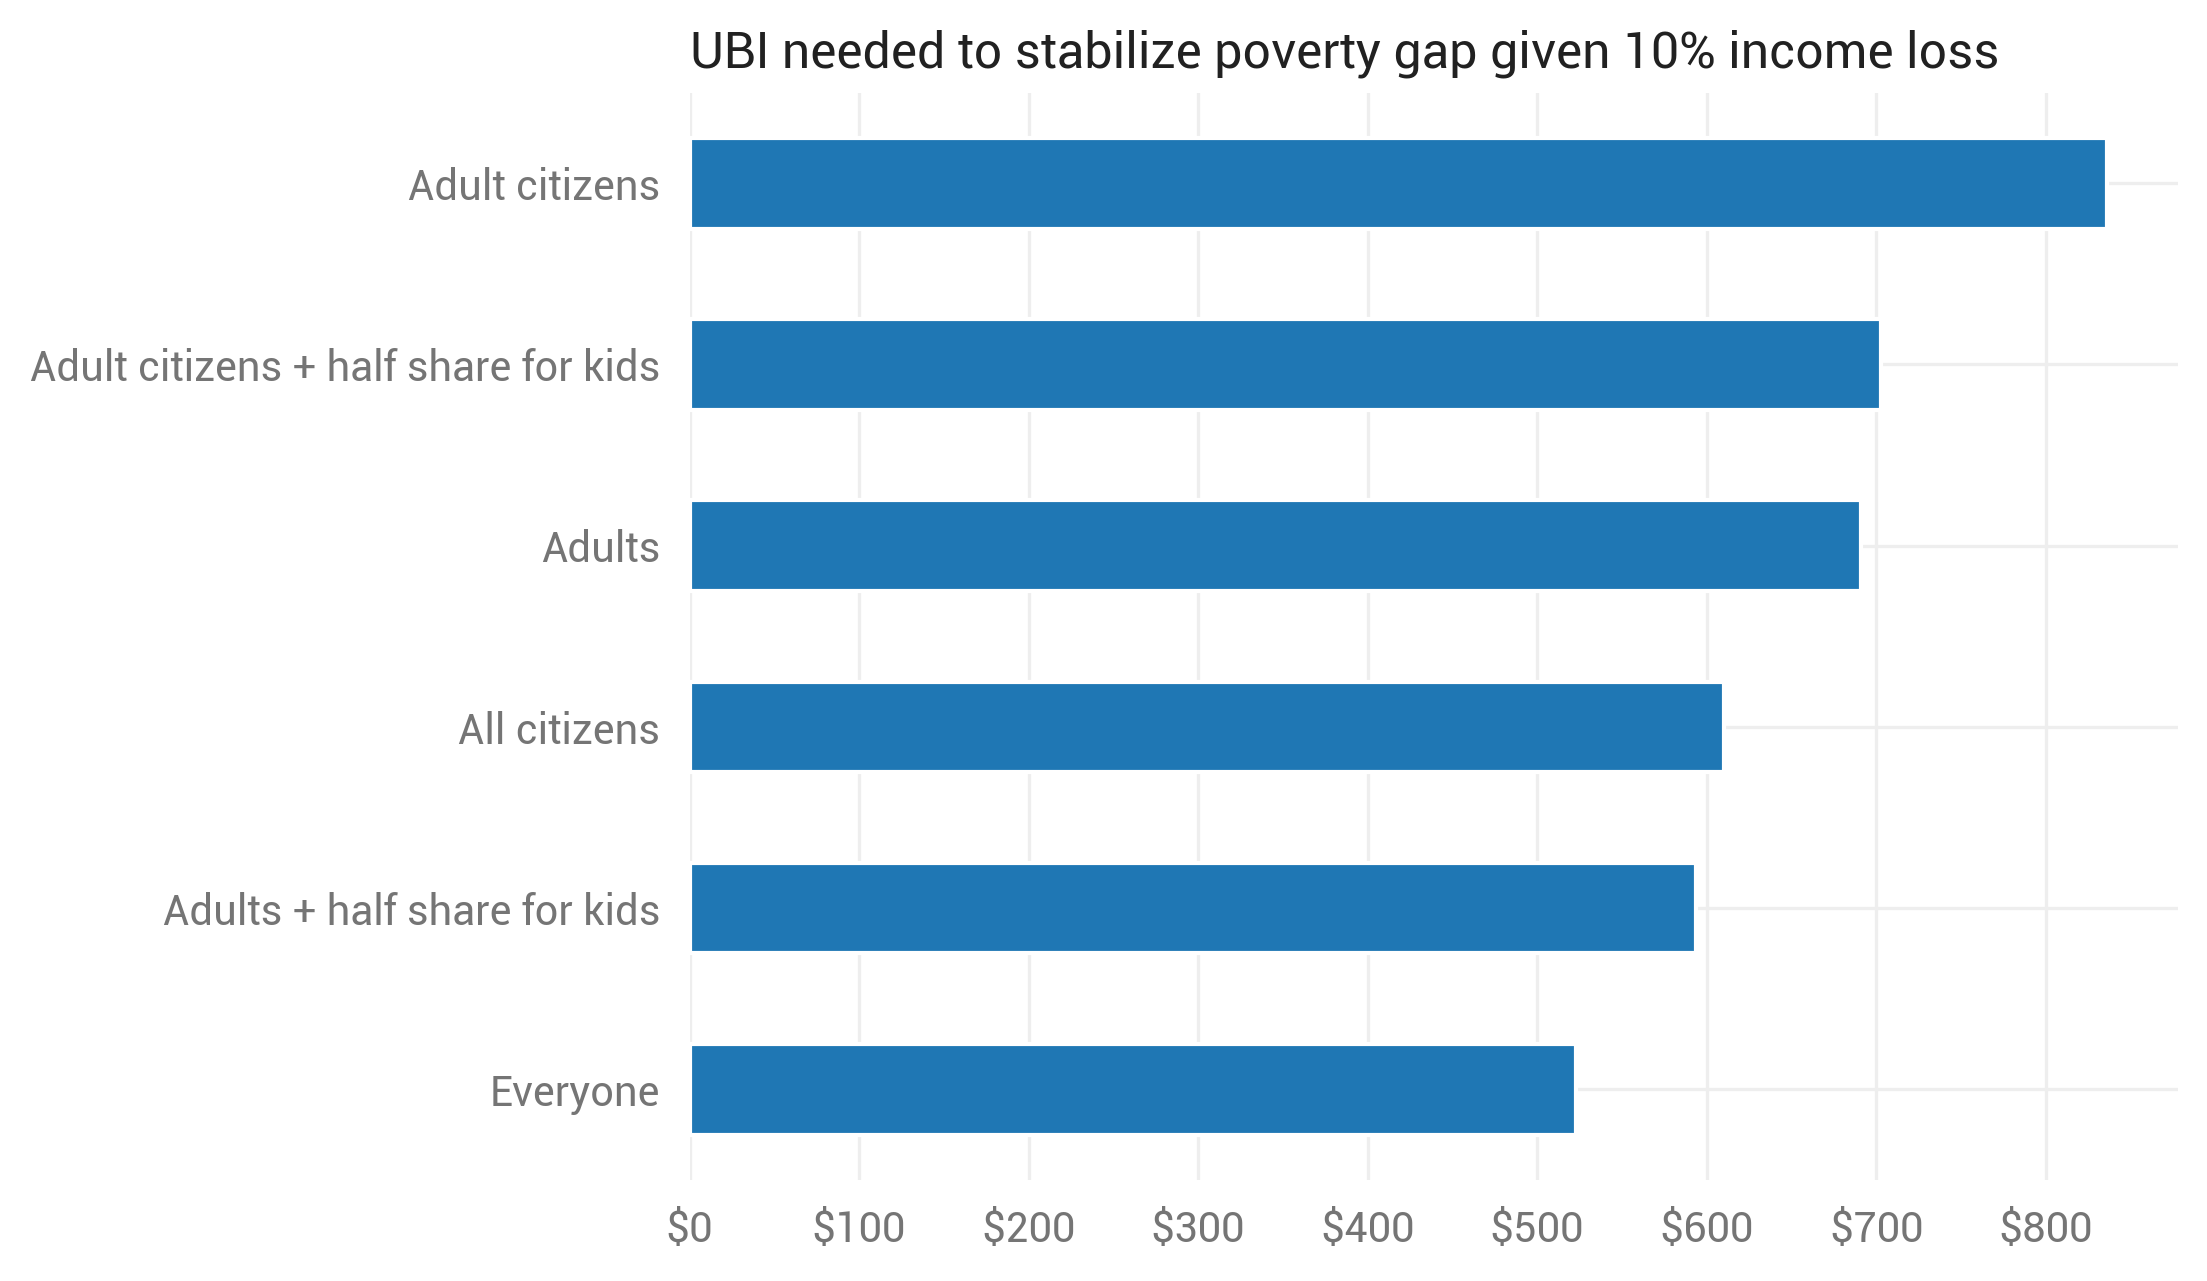 UBI needed to stabilize poverty gap given 10% income loss
Adult citizens
Adult citizens + half share for kids
Adults
All citizens
Adults + half share for kids
Everyone
$0 $100 $200 $300 $400 $500 $600 $700 $800